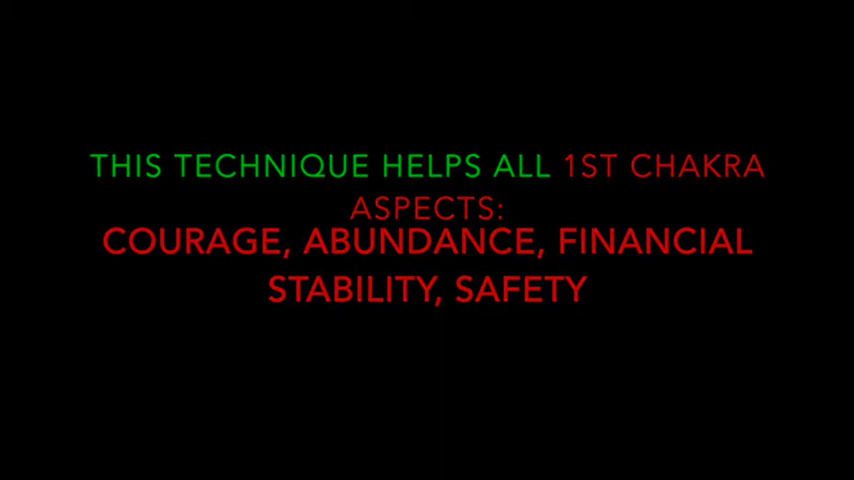 THIS TECHNIQUE HELPS ALL 1ST CHAKRA
ASPECTS:
COURAGE, ABUNDANCE, FINANCIAL
STABILITY, SAFETY